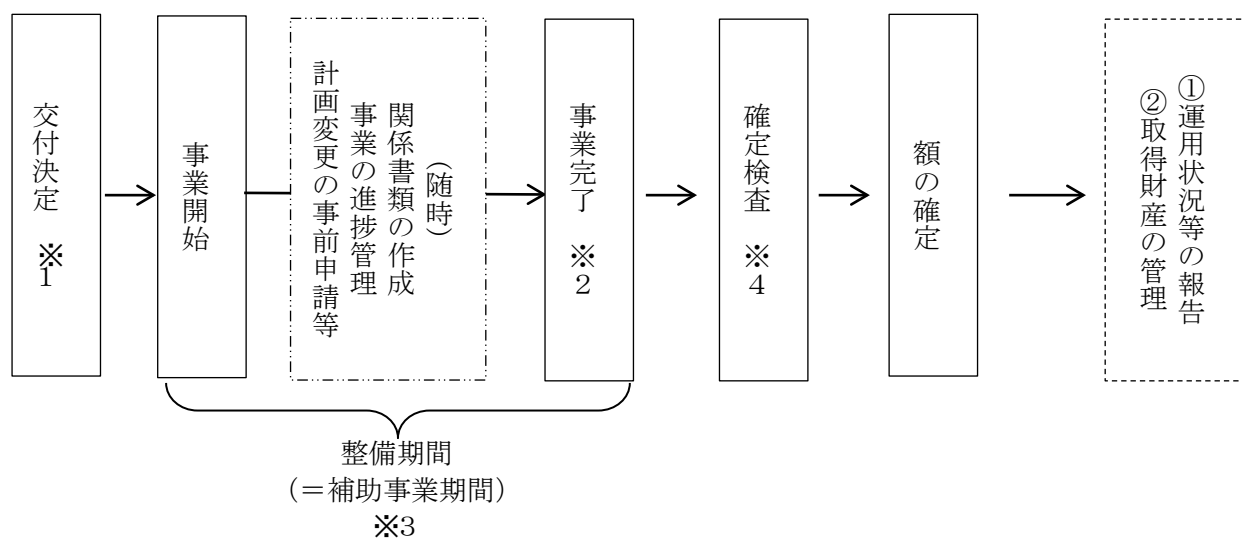 交付決定 ※1
事業開始
(随時)
関係書類の作成
事業の進捗管理
計画変更の事前申請等
事業完了 ※2
確定検査 ※4
額の確定
①運用状況等の報告
②取得財産の管理
整備期間
(＝補助事業期間)
※3